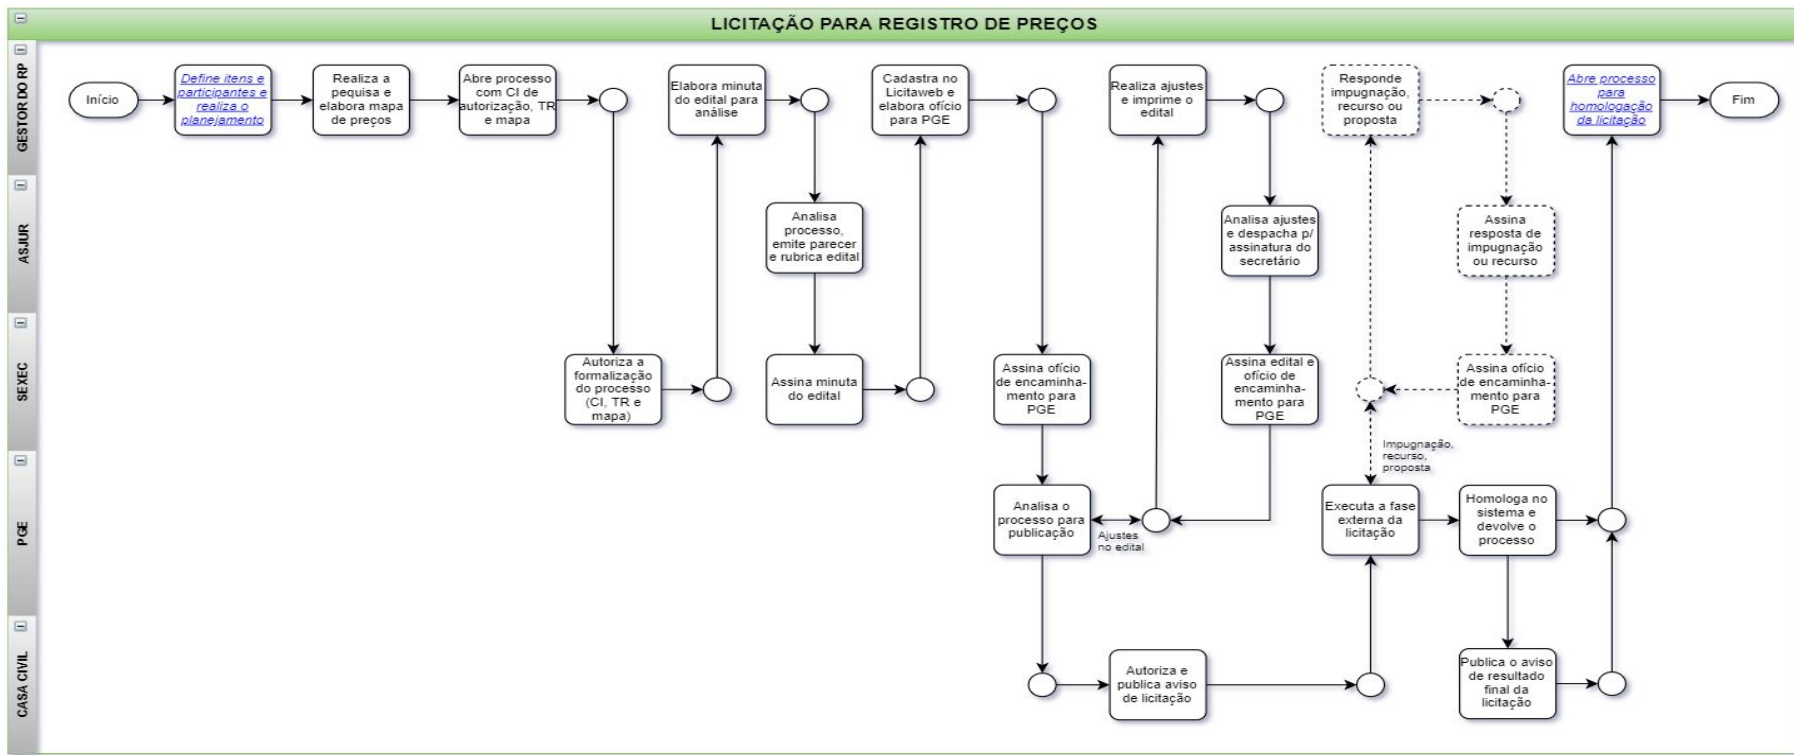 LICITAÇÃO PARA REGISTRO DE PREÇOS
GESTOR DO RP
Início
Define itens e
participantes e
realiza o
planejamento
Realiza a
pequisa e
elabora mapa
de preços
Abre processo
com CI de
autorização, TR
e mapa
Elabora minuta
do edital para
análise
Cadastra no
Licitaweb e
elabora ofício
para PGE
Realiza ajustes
e imprime o
edital
Responde
impugnação,
recurso ou
proposta
Abre processo
para
homologação
da licitação
Fim
ASJUR
Analisa
processo,
emite parecer
e rubrica edital
Analisa ajustes
e despacha p/
assinatura do
secretário
Assina
resposta de
impugnação
ou recurso
SEXEC
Autoriza a
formalização
do processo
(CI, TR e
mapa)
Assina minuta
do edital
Assina ofício
de encaminha-
mento para
PGE
Assina edital e
ofício de
encaminha-
mento para
PGE
Assina ofício
de encaminha-
mento para
PGE
PGE
Analisa o
processo para
publicação
Ajustes
no edital
Impugnação,
recurso,
proposta
Executa a fase
externa da
licitação
Homologa no
sistema e
devolve o
processo
CASA CIVIL
Autoriza e
publica aviso
de licitação
Publica o aviso
de resultado
final da
licitação